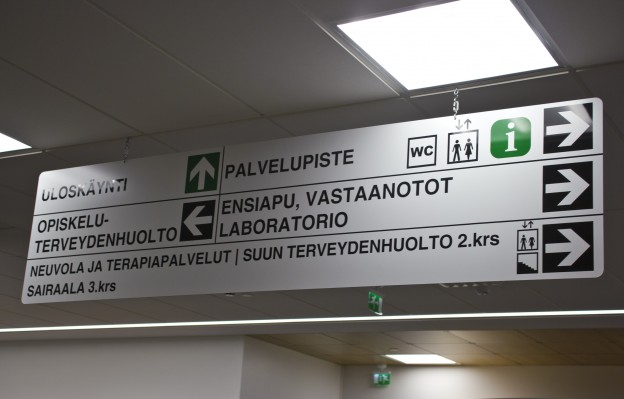 ULOSKÄYNTI
PALVELUPISTE WC i
OPISKELU-
TERVEYDENHUOLTO
ENSIAPU, VASTAANOTOT
LABORATORIO
NEUVOLA JA TERAPIAPALVELUT | SUUN TERVEYDENHUOLTO 2.krs
SAIRAALA 3.krs